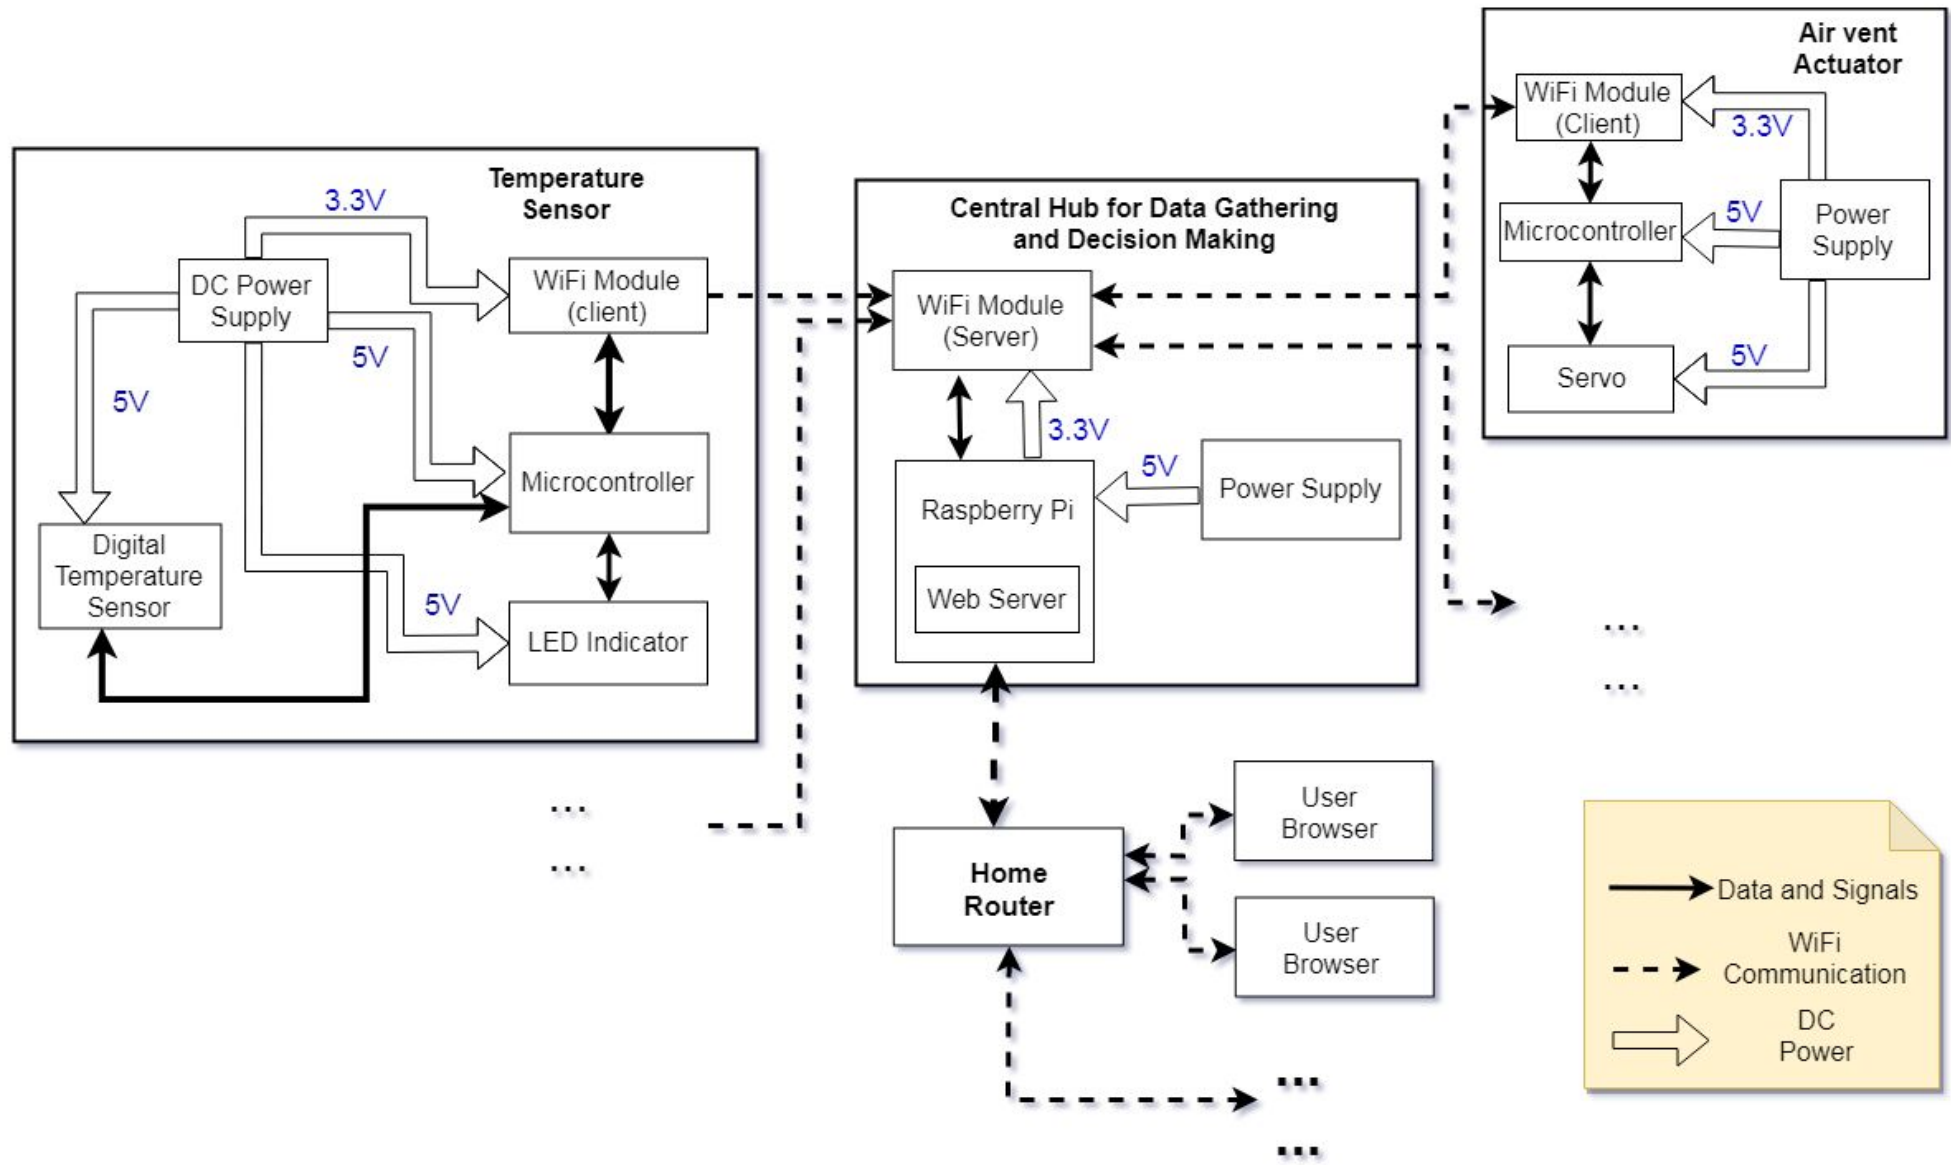 Temperature
Sensor
3.3V
DC Power
Supply
WiFi Module
(client)
5V
5V
Microcontroller
Digital
Temperature
Sensor
5V
LED Indicator
...
...
Central Hub for Data Gathering
and Decision Making
WiFi Module
(Server)
3.3V
5V
Raspberry Pi
Power Supply
Web Server
Home
Router
User
Browser
User
Browser
...
...
Air vent
Actuator
WiFi Module
(Client)
3.3V
Microcontroller
5V
Power
Supply
5V
Servo
...
...
Data and Signals
WiFi
Communication
DC
Power